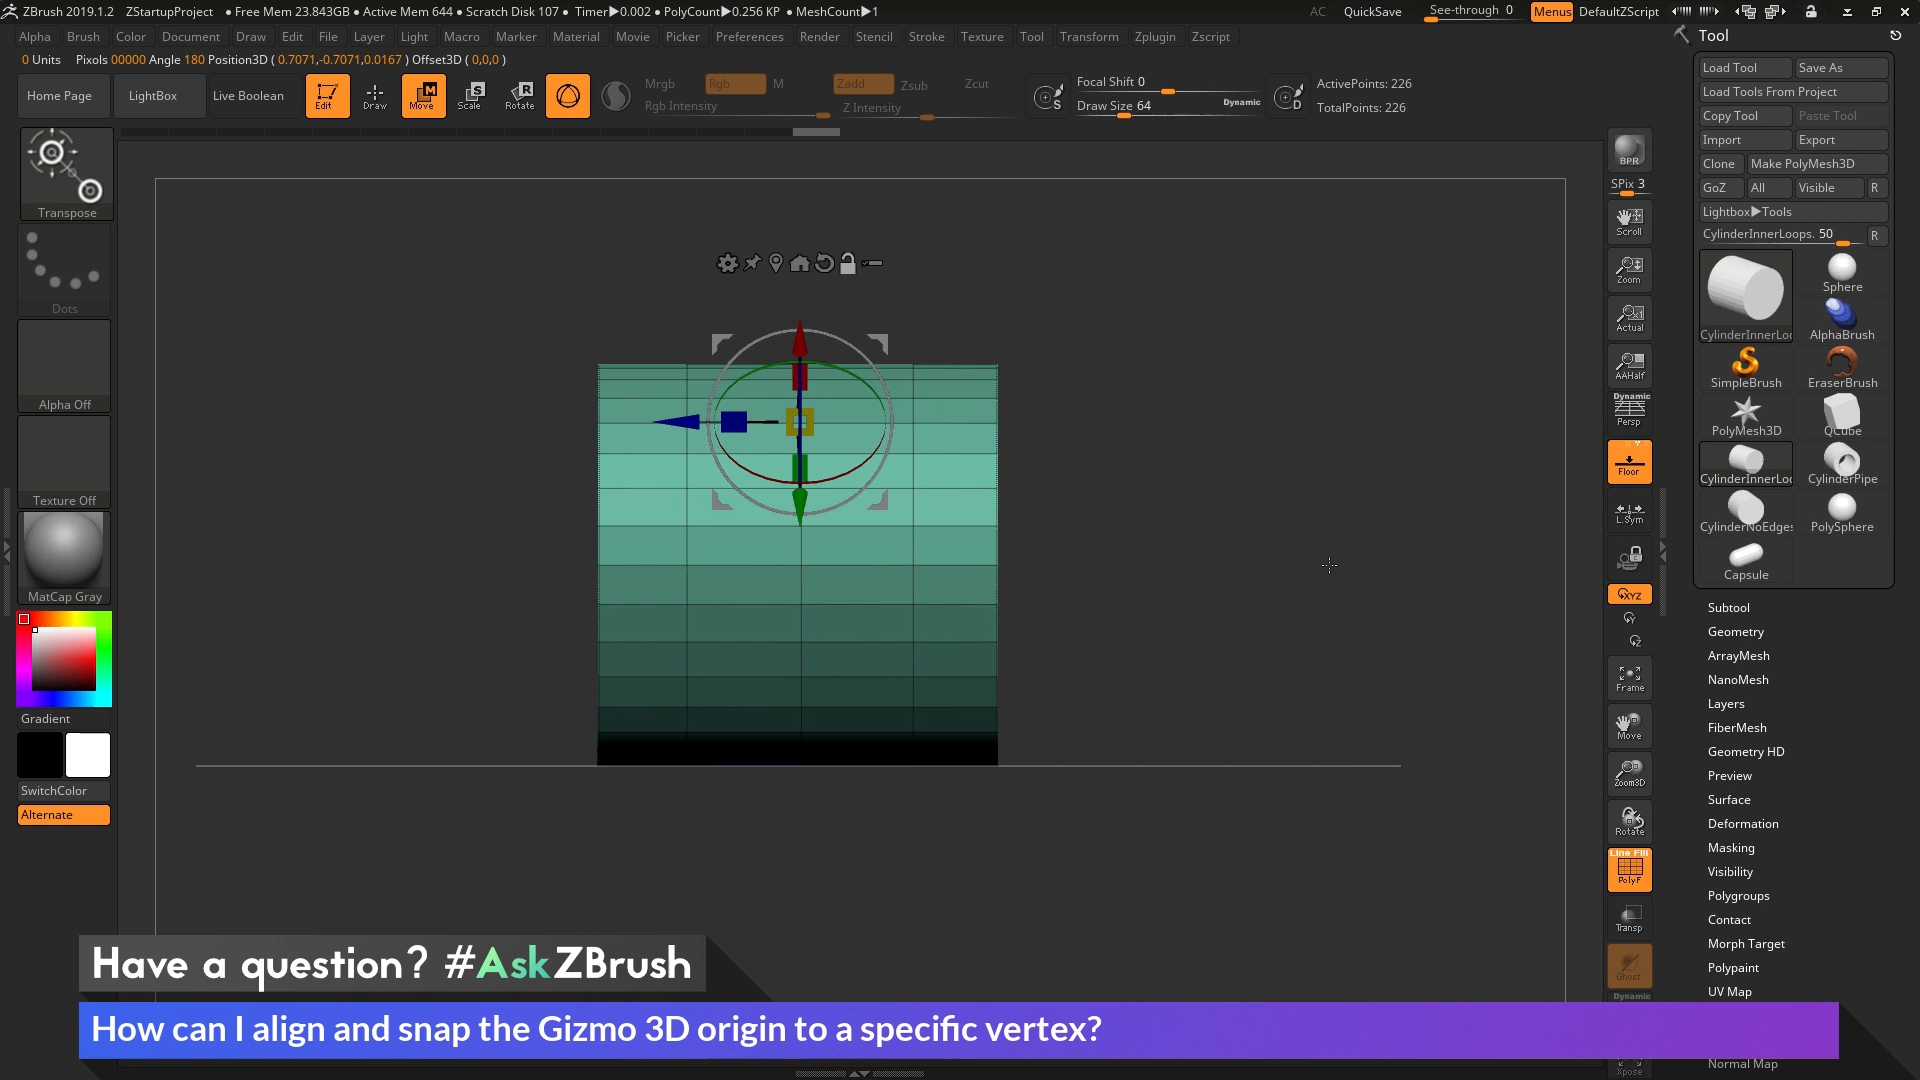 ZBrush 2019.1.2 ZStartupProject ● Free Mem 23.843GB ● Active Mem 644 ● Scratch Disk 107 ● Timer▶0.002 ● PolyCount▶0.256 KP ● MeshCount▶1 AC QuickSave See-through 0 Menus DefaultZScript
Alpha Brush Color Document Draw Edit File Layer Light Macro Marker Material Movie Picker Preferences Render Stencil Stroke Texture Tool Transform Zplugin Zscript
0 Units Pixols 00000 Angle 180 Position3D ( 0.7071,-0.7071,0.0167 ) Offset3D ( 0,0,0 )
Home Page LightBox Live Boolean Edit Draw Move Scale Rotate
Mrgb Rgb M Zadd Zsub Zcut
Rgb Intensity Z Intensity
S Focal Shift 0
Draw Size 64 Dynamic D
ActivePoints: 226
TotalPoints: 226
Transpose
Dots
Alpha Off
Texture Off
MatCap Gray
Gradient
SwitchColor
Alternate
BPR
SPix 3
Scroll
Zoom
Actual
AAHalf
Dynamic
Persp
Floor
L.Sym
XYZ
Y
Z
Frame
Move
Zoom3D
Rotate
Line Fill
PolyF
Transp
Ghost
Dynamic
Xpose
Tool
Load Tool Save As
Load Tools From Project
Copy Tool Paste Tool
Import Export
Clone Make PolyMesh3D
GoZ All Visible R
Lightbox▶Tools
CylinderInnerLoops. 50 R
CylinderInnerLoo Sphere
AlphaBrush
SimpleBrush EraserBrush
PolyMesh3D QCube
CylinderInnerLoo CylinderPipe
CylinderNoEdges PolySphere
Capsule
Subtool
Geometry
ArrayMesh
NanoMesh
Layers
FiberMesh
Geometry HD
Preview
Surface
Deformation
Masking
Visibility
Polygroups
Contact
Morph Target
Polypaint
UV Map
Normal Map
Have a question? #AskZBrush
How can I align and snap the Gizmo 3D origin to a specific vertex?